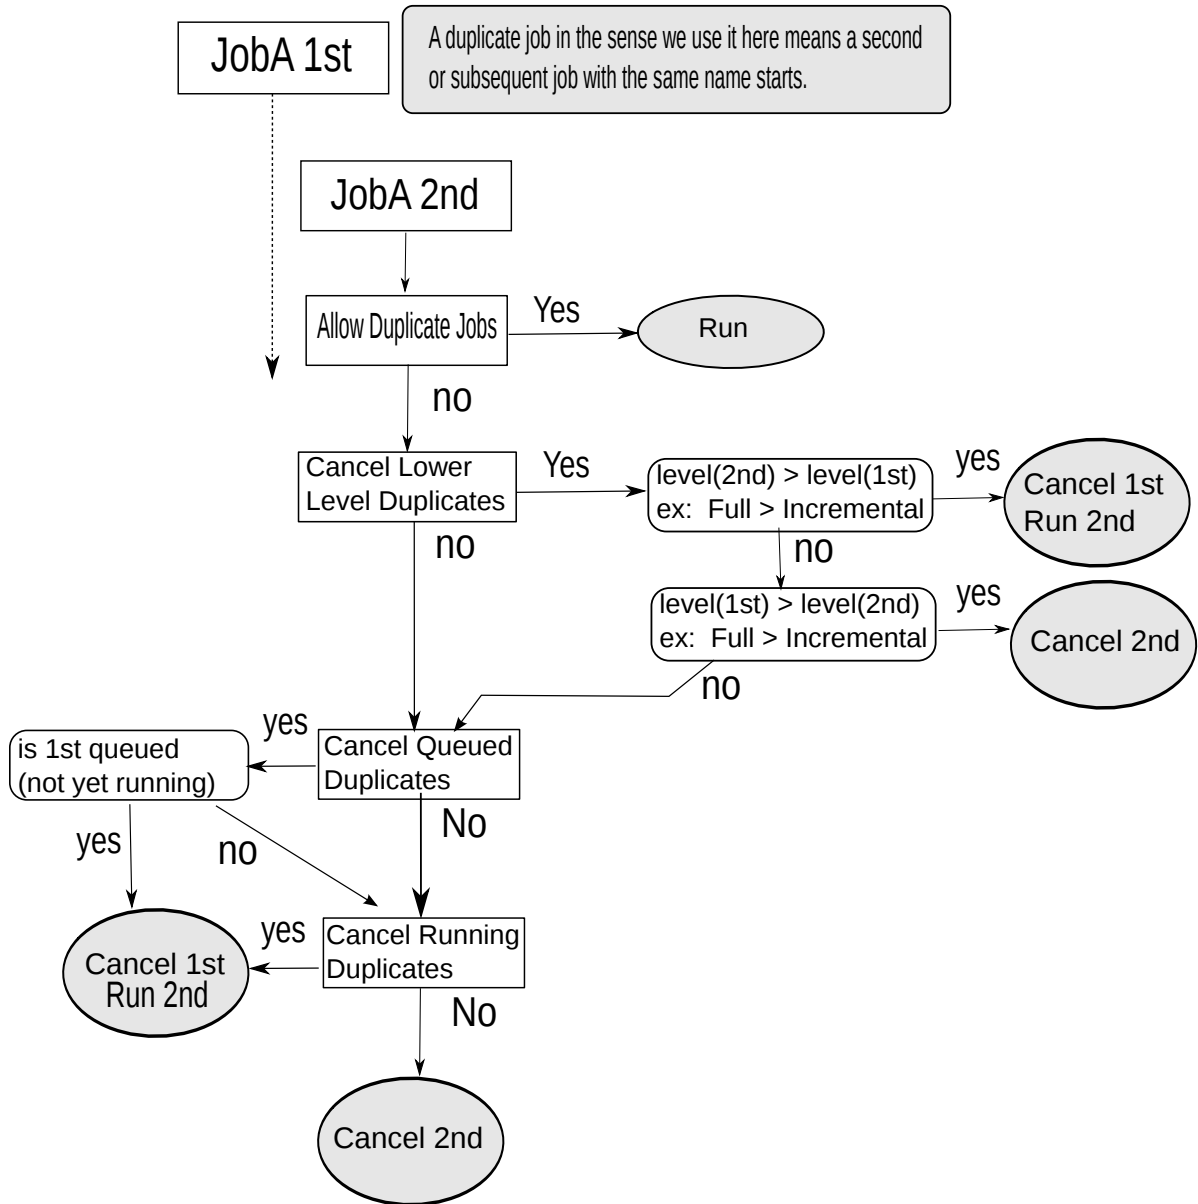 JobA 1st
A duplicate job in the sense we use it here means a second
or subsequent job with the same name starts.
JobA 2nd
Allow Duplicate Jobs
Yes
Run
no
Cancel Lower
Level Duplicates
Yes
level(2nd) > level(1st)
ex:  Full > Incremental
yes
Cancel 1st
Run 2nd
no
no
level(1st) > level(2nd)
ex:  Full > Incremental
yes
Cancel 2nd
no
Cancel Queued
Duplicates
yes
is 1st queued
(not yet running)
No
yes
no
Cancel Running
Duplicates
yes
Cancel 1st
Run 2nd
No
Cancel 2nd